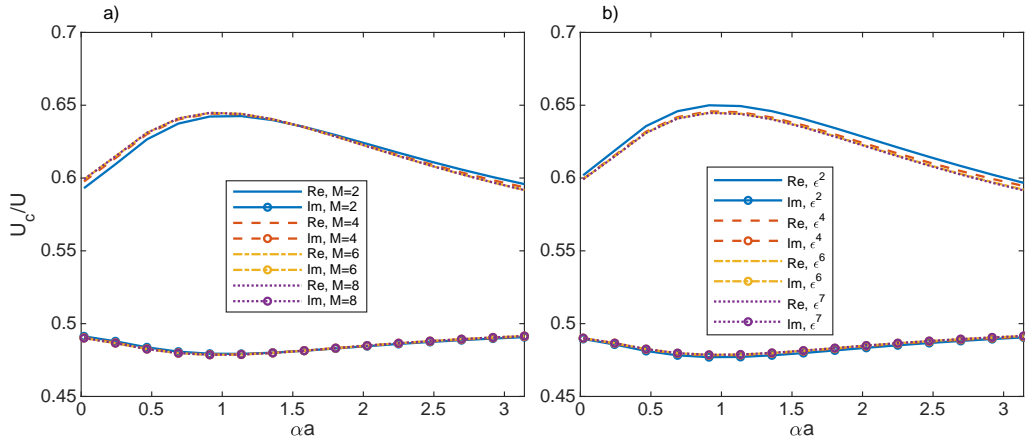 a)
0.7
0.65
0.6
0.55
0.5
0.45
U_c/U
Re, M=2
Im, M=2
Re, M=4
Im, M=4
Re, M=6
Im, M=6
Re, M=8
Im, M=8
0 0.5 1 1.5 2 2.5 3
αa
b)
0.7
0.65
0.6
0.55
0.5
0.45
Re, ϵ^2
Im, ϵ^2
Re, ϵ^4
Im, ϵ^4
Re, ϵ^6
Im, ϵ^6
Re, ϵ^7
Im, ϵ^7
0 0.5 1 1.5 2 2.5 3
αa